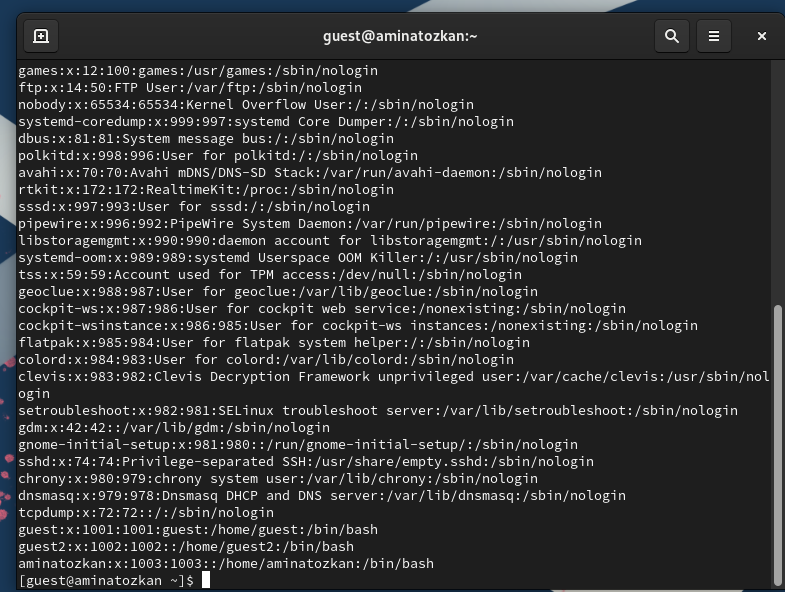 guest@aminatozkan:~
games:x:12:100:games:/usr/games:/sbin/nologin
ftp:x:14:50:FTP User:/var/ftp:/sbin/nologin
nobody:x:65534:65534:Kernel Overflow User:/:/sbin/nologin
systemd-coredump:x:999:997:systemd Core Dumper:/:/sbin/nologin
dbus:x:81:81:System message bus:/:/sbin/nologin
polkitd:x:998:996:User for polkitd:/:/sbin/nologin
avahi:x:70:70:Avahi mDNS/DNS-SD Stack:/var/run/avahi-daemon:/sbin/nologin
rtkit:x:172:172:RealtimeKit:/proc:/sbin/nologin
sssd:x:997:993:User for sssd:/:/sbin/nologin
pipewire:x:996:992:PipeWire System Daemon:/var/run/pipewire:/sbin/nologin
libstoragemgmt:x:990:990:daemon account for libstoragemgmt:/:/usr/sbin/nologin
systemd-oom:x:989:989:systemd Userspace OOM Killer:/:/usr/sbin/nologin
tss:x:59:59:Account used for TPM access:/dev/null:/sbin/nologin
geoclue:x:988:987:User for geoclue:/var/lib/geoclue:/sbin/nologin
cockpit-ws:x:987:986:User for cockpit web service:/nonexisting:/sbin/nologin
cockpit-wsinstance:x:986:985:User for cockpit-ws instances:/nonexisting:/sbin/nologin
flatpak:x:985:984:User for flatpak system helper:/:/sbin/nologin
colord:x:984:983:User for colord:/var/lib/colord:/sbin/nologin
clevis:x:983:982:Clevis Decryption Framework unprivileged user:/var/cache/clevis:/usr/sbin/nol
ogin
setroubleshoot:x:982:981:SELinux troubleshoot server:/var/lib/setroubleshoot:/sbin/nologin
gdm:x:42:42::/var/lib/gdm:/sbin/nologin
gnome-initial-setup:x:981:980::/run/gnome-initial-setup/:/sbin/nologin
sshd:x:74:74:Privilege-separated SSH:/usr/share/empty.sshd:/sbin/nologin
chrony:x:980:979:chrony system user:/var/lib/chrony:/sbin/nologin
dnsmasq:x:979:978:Dnsmasq DHCP and DNS server:/var/lib/dnsmasq:/sbin/nologin
tcpdump:x:72:72::/:/sbin/nologin
guest:x:1001:1001:guest:/home/guest:/bin/bash
guest2:x:1002:1002::/home/guest2:/bin/bash
aminatozkan:x:1003:1003::/home/aminatozkan:/bin/bash
[guest@aminatozkan ~]$